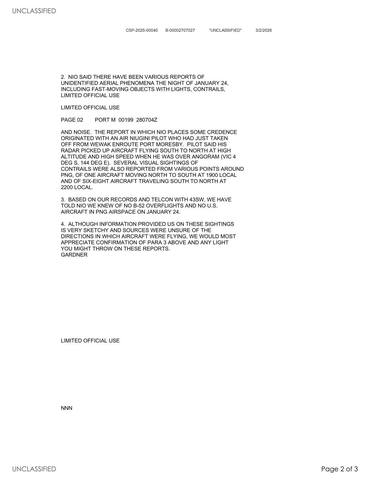 UNCLASSIFIED
CSP-2025-00040 B-00002707027 "UNCLASSIFIED" 3/2/2026
2. NIO SAID THERE HAVE BEEN VARIOUS REPORTS OF
UNIDENTIFIED AERIAL PHENOMENA THE NIGHT OF JANUARY 24,
INCLUDING FAST-MOVING OBJECTS WITH LIGHTS, CONTRAILS,
LIMITED OFFICIAL USE
LIMITED OFFICIAL USE
PAGE 02 PORT M 00199 280704Z
AND NOISE. THE REPORT IN WHICH NIO PLACES SOME CREDENCE
ORIGINATED WITH AN AIR NIUGINI PILOT WHO HAD JUST TAKEN
OFF FROM WEWAK ENROUTE PORT MORESBY. PILOT SAID HIS
RADAR PICKED UP AIRCRAFT FLYING SOUTH TO NORTH AT HIGH
ALTITUDE AND HIGH SPEED WHEN HE WAS OVER ANGORAM (VIC 4
DEG S, 144 DEG E). SEVERAL VISUAL SIGHTINGS OF
CONTRAILS WERE ALSO REPORTED FROM VARIOUS POINTS AROUND
PNG, OF ONE AIRCRAFT MOVING NORTH TO SOUTH AT 1900 LOCAL
AND OF SIX-EIGHT AIRCRAFT TRAVELING SOUTH TO NORTH AT
2200 LOCAL.
3. BASED ON OUR RECORDS AND TELCON WITH 43SW, WE HAVE
TOLD NIO WE KNEW OF NO B-52 OVERFLIGHTS AND NO U.S.
AIRCRAFT IN PNG AIRSPACE ON JANUARY 24.
4. ALTHOUGH INFORMATION PROVIDED US ON THESE SIGHTINGS
IS VERY SKETCHY AND SOURCES WERE UNSURE OF THE
DIRECTIONS IN WHICH AIRCRAFT WERE FLYING, WE WOULD MOST
APPRECIATE CONFIRMATION OF PARA 3 ABOVE AND ANY LIGHT
YOU MIGHT THROW ON THESE REPORTS.
GARDNER
LIMITED OFFICIAL USE
NNN
UNCLASSIFIED
Page 2 of 3